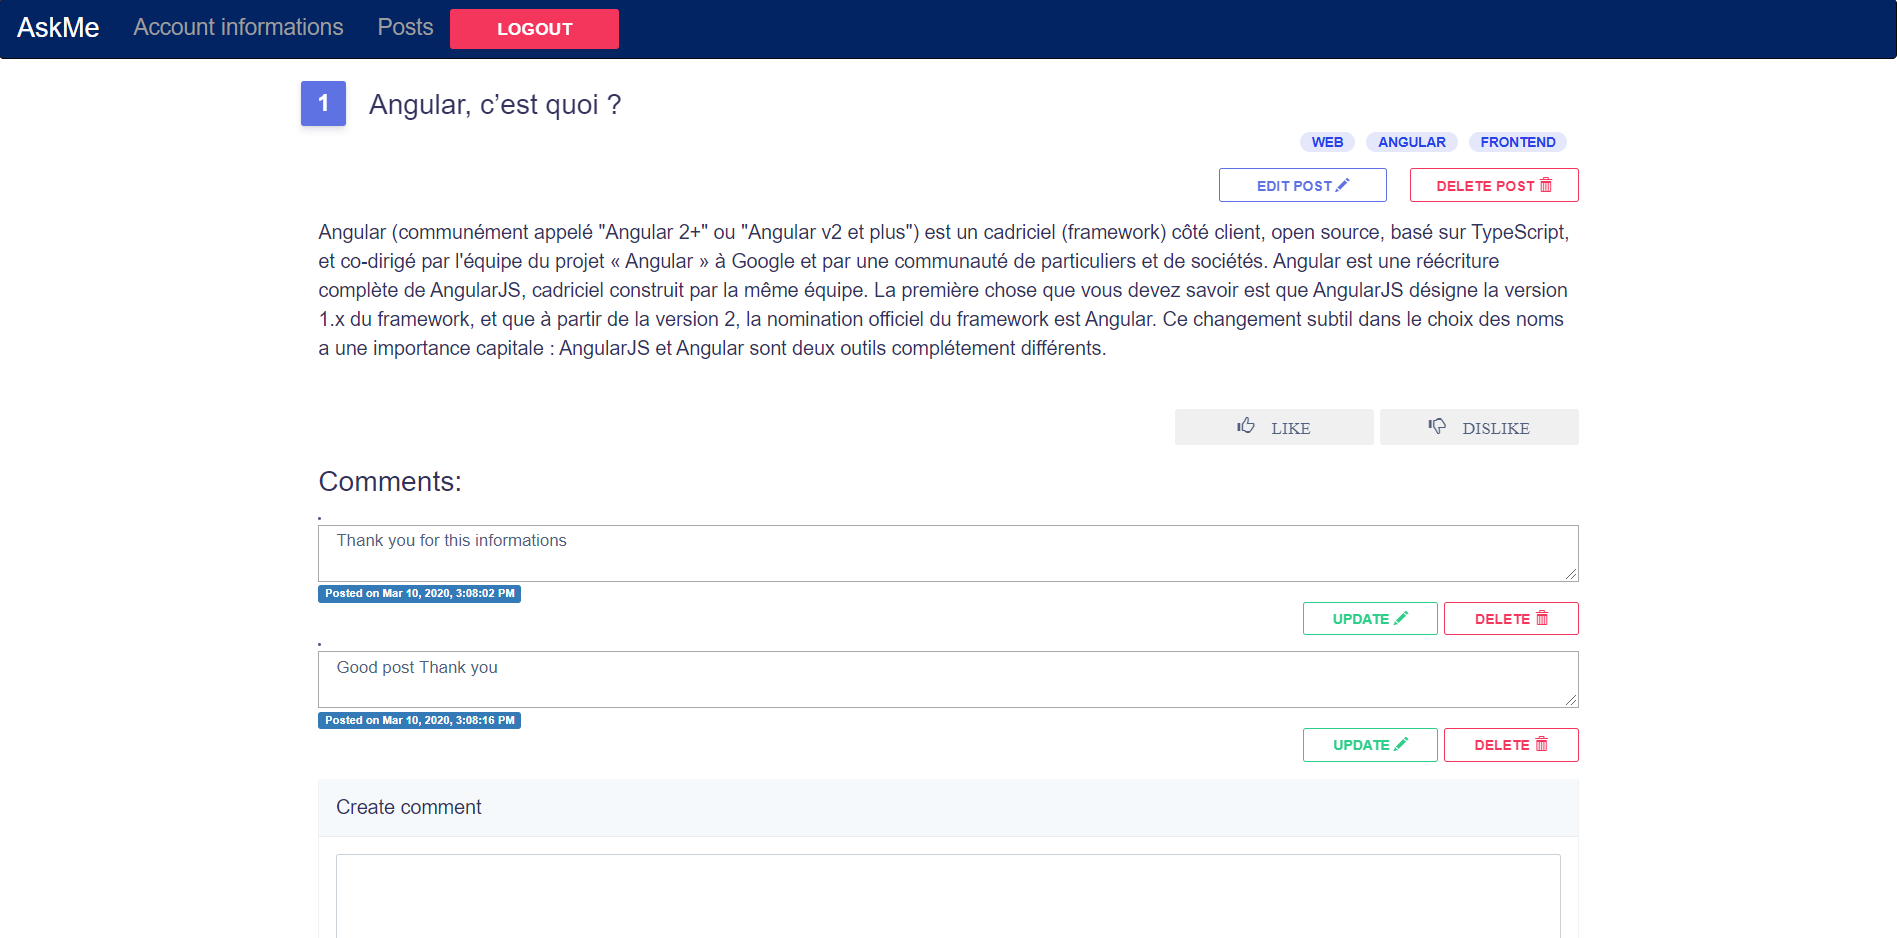 AskMe Account informations Posts LOGOUT
1 Angular, c’est quoi ?
WEB ANGULAR FRONTEND
EDIT POST DELETE POST
Angular (communément appelé "Angular 2+" ou "Angular v2 et plus") est un cadriciel (framework) côté client, open source, basé sur TypeScript,
et co-dirigé par l'équipe du projet « Angular » à Google et par une communauté de particuliers et de sociétés. Angular est une réécriture
complète de AngularJS, cadriciel construit par la même équipe. La première chose que vous devez savoir est que AngularJS désigne la version
1.x du framework, et que à partir de la version 2, la nomination officiel du framework est Angular. Ce changement subtil dans le choix des noms
a une importance capitale : AngularJS et Angular sont deux outils complétement différents.
LIKE DISLIKE
Comments:
.
Thank you for this informations
Posted on Mar 10, 2020, 3:08:02 PM
UPDATE DELETE
.
Good post Thank you
Posted on Mar 10, 2020, 3:08:16 PM
UPDATE DELETE
Create comment